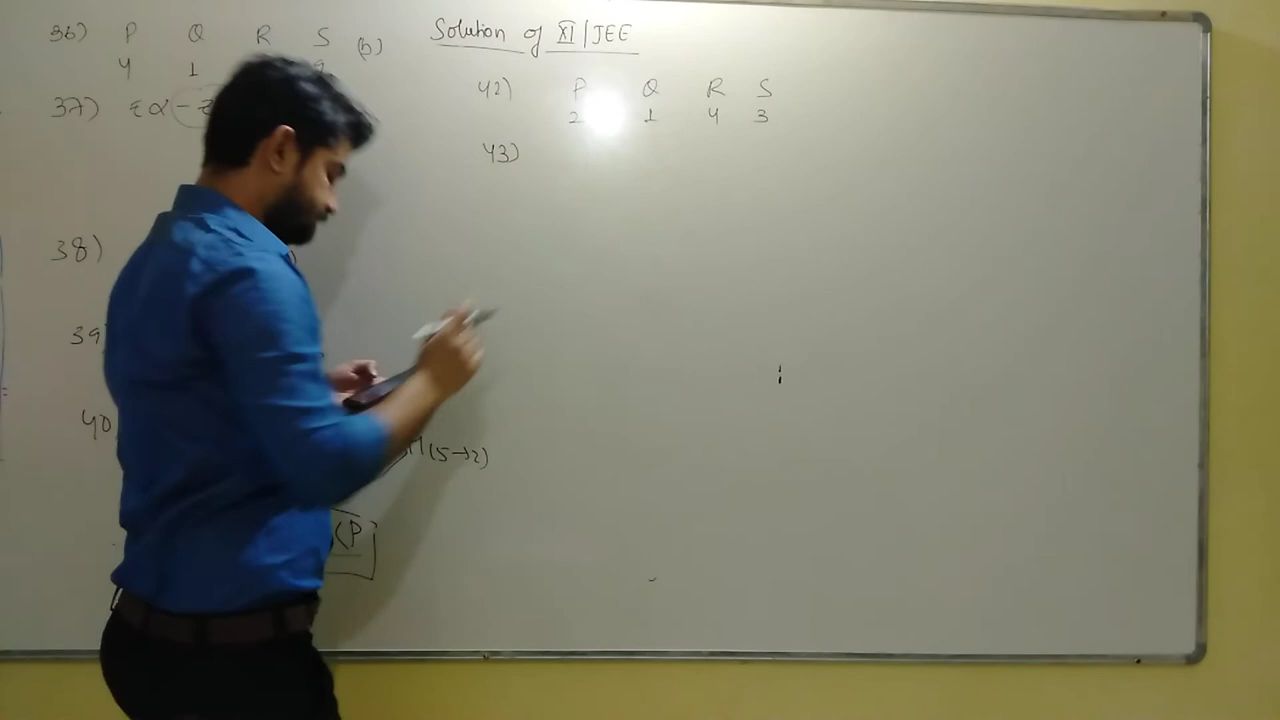 Solution of XI/JEE
36) P Q R S (b)
4 1
37) Zα-Z
38)
39)
40)
(5→2)
(P
42) P Q R S
2 1 4 3
43)